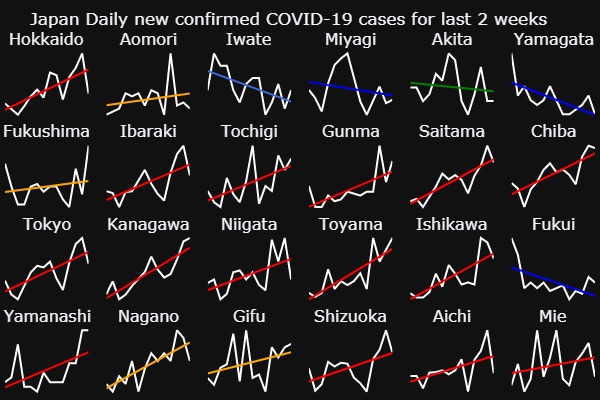 Japan Daily new confirmed COVID-19 cases for last 2 weeks
Hokkaido Aomori Iwate Miyagi Akita Yamagata
Fukushima Ibaraki Tochigi Gunma Saitama Chiba
Tokyo Kanagawa Niigata Toyama Ishikawa Fukui
Yamanashi Nagano Gifu Shizuoka Aichi Mie